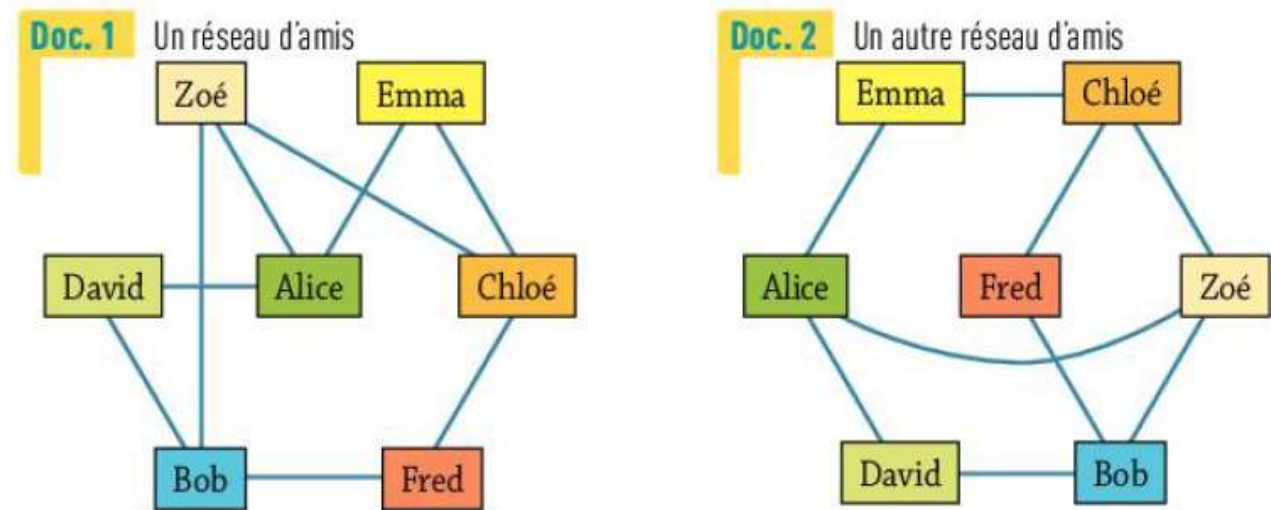 Doc. 1 Un réseau d'amis
Zoé Emma
David Alice Chloé
Bob Fred
Doc. 2 Un autre réseau d'amis
Emma Chloé
Alice Fred Zoé
David Bob